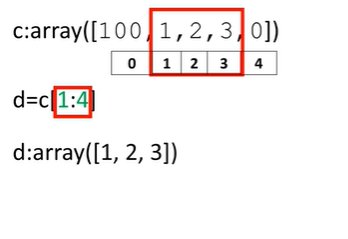 c:array([100,1,2,3,0])
0 1 2 3 4
d=c[1:4]
d:array([1, 2, 3])